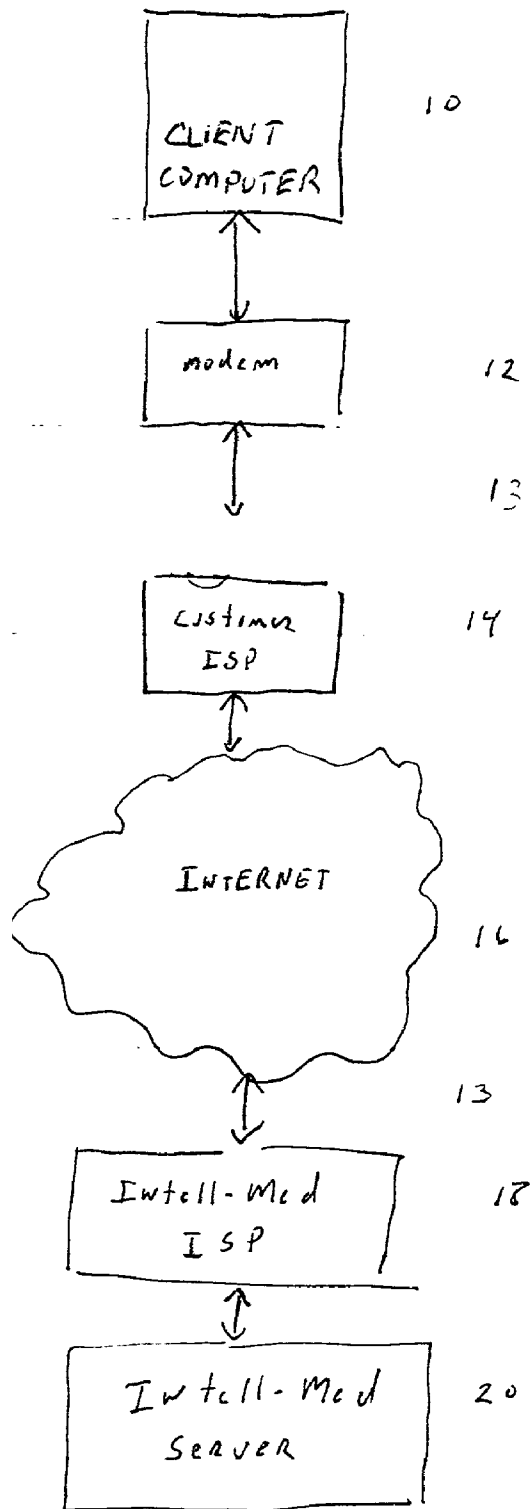 CLIENT
COMPUTER
10
modem
12
13
customer
ISP
14
INTERNET
16
13
Intell-Med
ISP
18
Intell-Med
SERVER
20